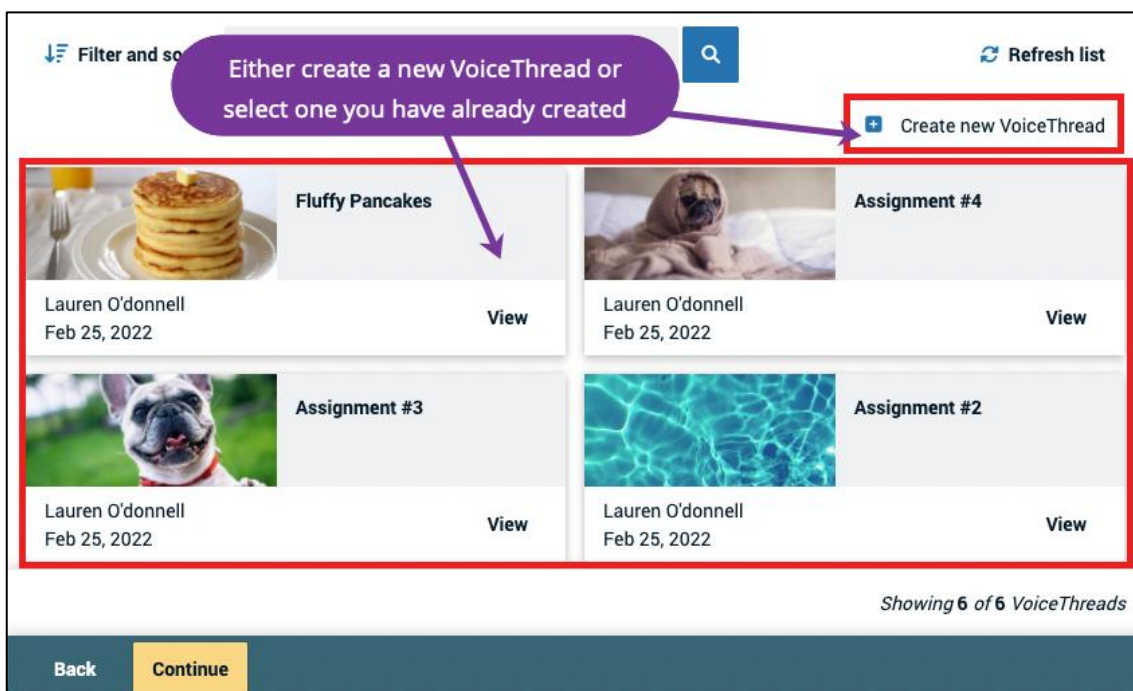 Filter and so
Either create a new VoiceThread or
select one you have already created
Refresh list
Create new VoiceThread
Fluffy Pancakes
Lauren O'donnell
Feb 25, 2022
View
Assignment #4
Lauren O'donnell
Feb 25, 2022
View
Assignment #3
Lauren O'donnell
Feb 25, 2022
View
Assignment #2
Lauren O'donnell
Feb 25, 2022
View
Showing 6 of 6 VoiceThreads
Back
Continue